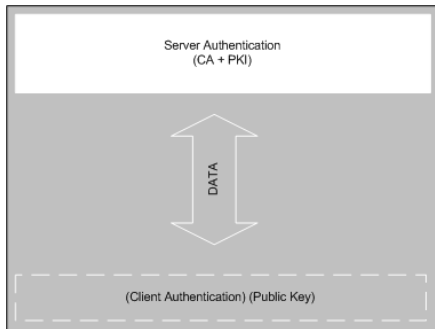 Server Authentication
(CA + PKI)
DATA
(Client Authentication) (Public Key)